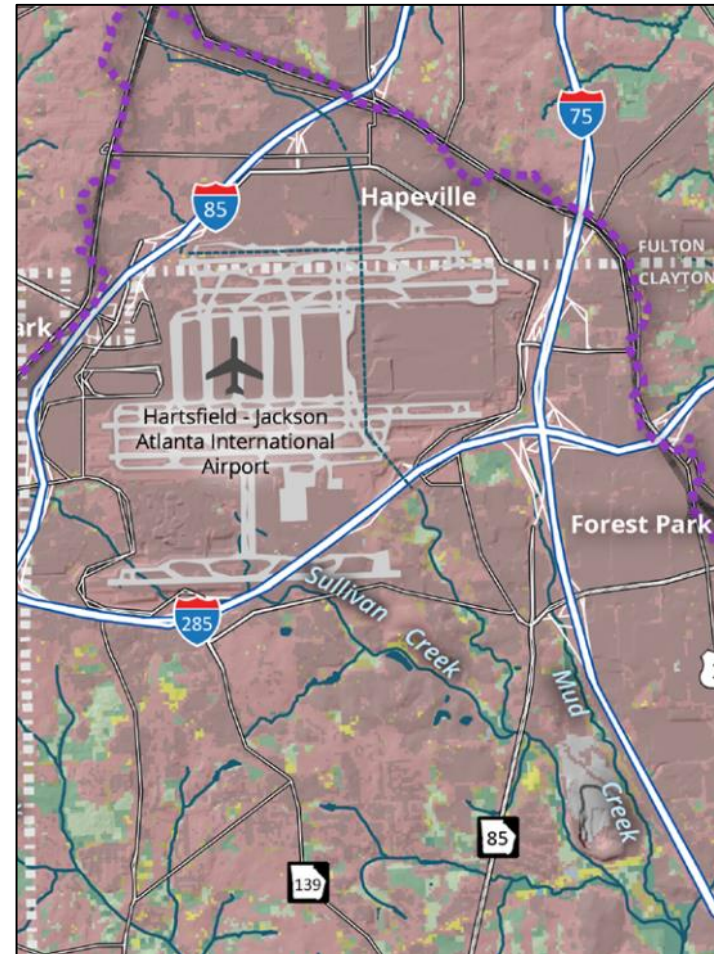 75
85
Hapeville
FULTON
CLAYTON
ark
Hartsfield - Jackson
Atlanta International
Airport
Forest Park
Sullivan
Creek
285
Mud
Creek
85
139